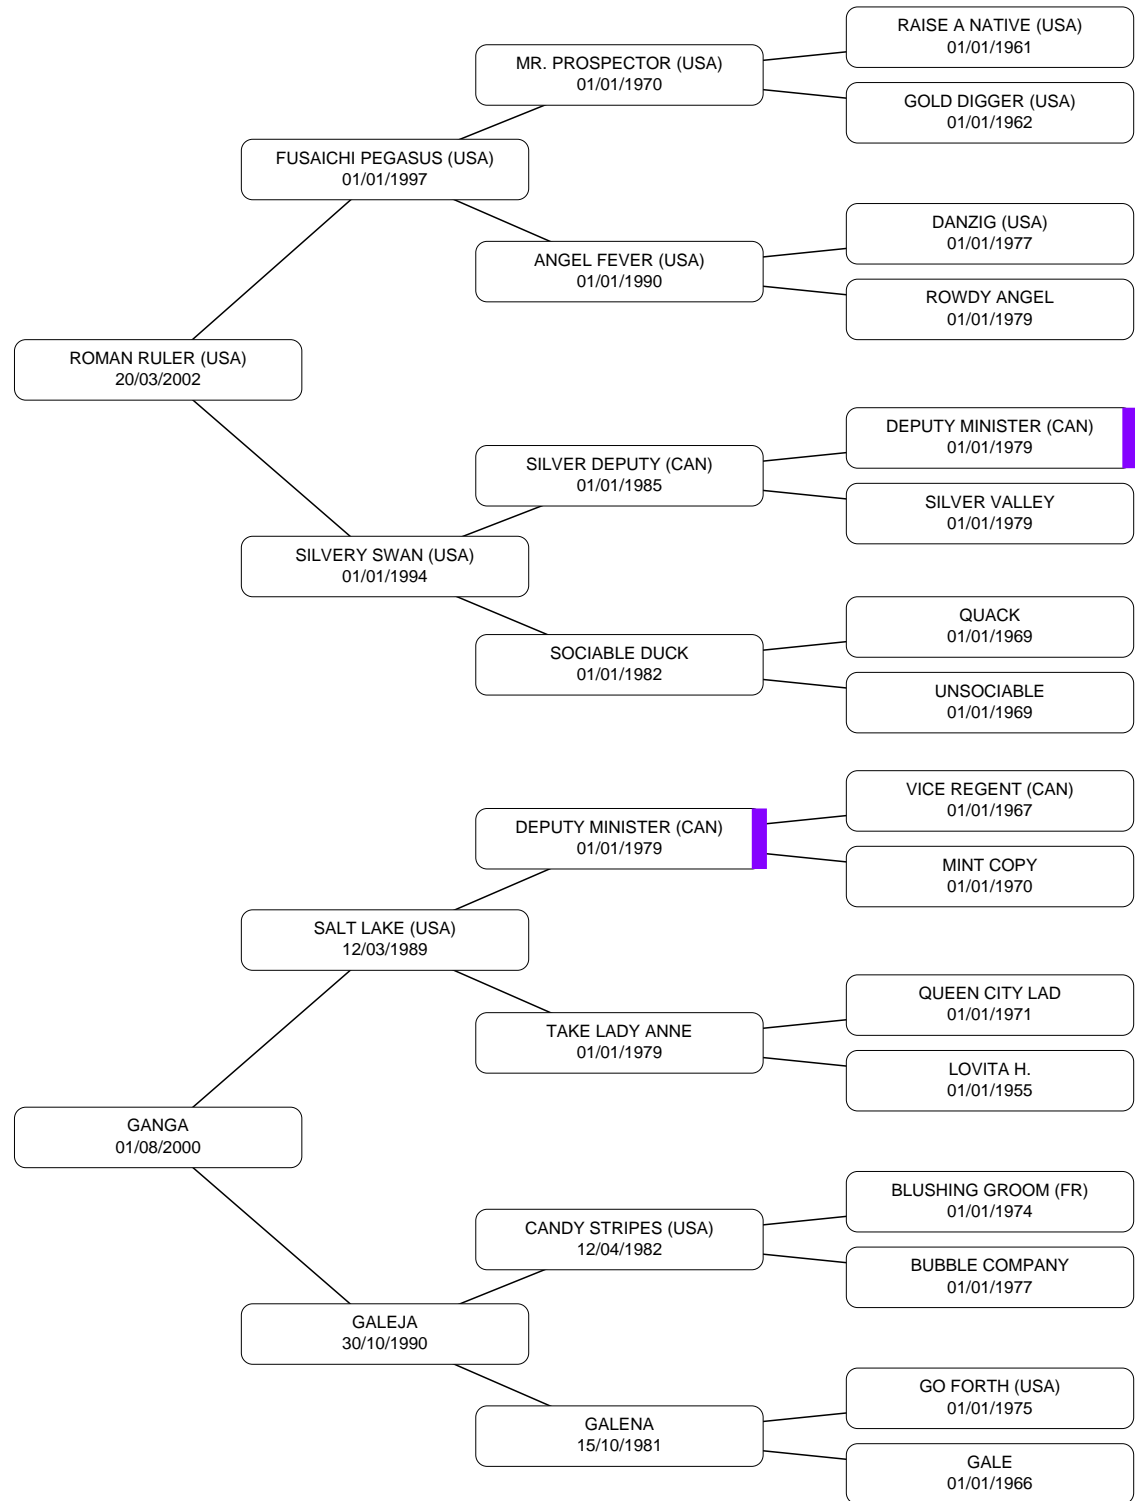 RAISE A NATIVE (USA)
01/01/1961
MR. PROSPECTOR (USA)
01/01/1970
GOLD DIGGER (USA)
01/01/1962
FUSAICHI PEGASUS (USA)
01/01/1997
DANZIG (USA)
01/01/1977
ANGEL FEVER (USA)
01/01/1990
ROWDY ANGEL
01/01/1979
ROMAN RULER (USA)
20/03/2002
DEPUTY MINISTER (CAN)
01/01/1979
SILVER DEPUTY (CAN)
01/01/1985
SILVER VALLEY
01/01/1979
SILVERY SWAN (USA)
01/01/1994
QUACK
01/01/1969
SOCIABLE DUCK
01/01/1982
UNSOCIABLE
01/01/1969
VICE REGENT (CAN)
01/01/1967
DEPUTY MINISTER (CAN)
01/01/1979
MINT COPY
01/01/1970
SALT LAKE (USA)
12/03/1989
QUEEN CITY LAD
01/01/1971
TAKE LADY ANNE
01/01/1979
LOVITA H.
01/01/1955
GANGA
01/08/2000
BLUSHING GROOM (FR)
01/01/1974
CANDY STRIPES (USA)
12/04/1982
BUBBLE COMPANY
01/01/1977
GALEJA
30/10/1990
GO FORTH (USA)
01/01/1975
GALENA
15/10/1981
GALE
01/01/1966